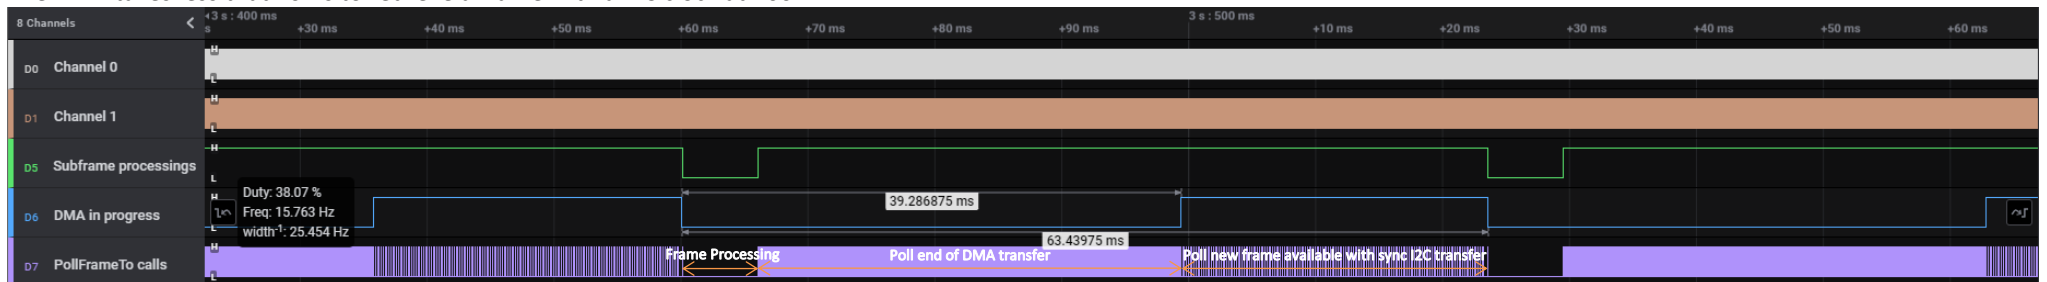 8 Channels
3 s : 400 ms
3 s : 500 ms
s
+30 ms
+40 ms
+50 ms
+60 ms
+70 ms
+80 ms
+90 ms
+10 ms
+20 ms
+30 ms
+40 ms
+50 ms
+60 ms
D0 Channel 0
H
L
D1 Channel 1
H
L
D5 Subframe processings
H
L
D6 DMA in progress
H
L
Duty: 38.07 %
Freq: 15.763 Hz
width-1: 25.454 Hz
39.286875 ms
63.43975 ms
D7 PollFrameTo calls
H
L
Frame Processing
Poll end of DMA transfer
Poll new frame available with sync I2C transfer